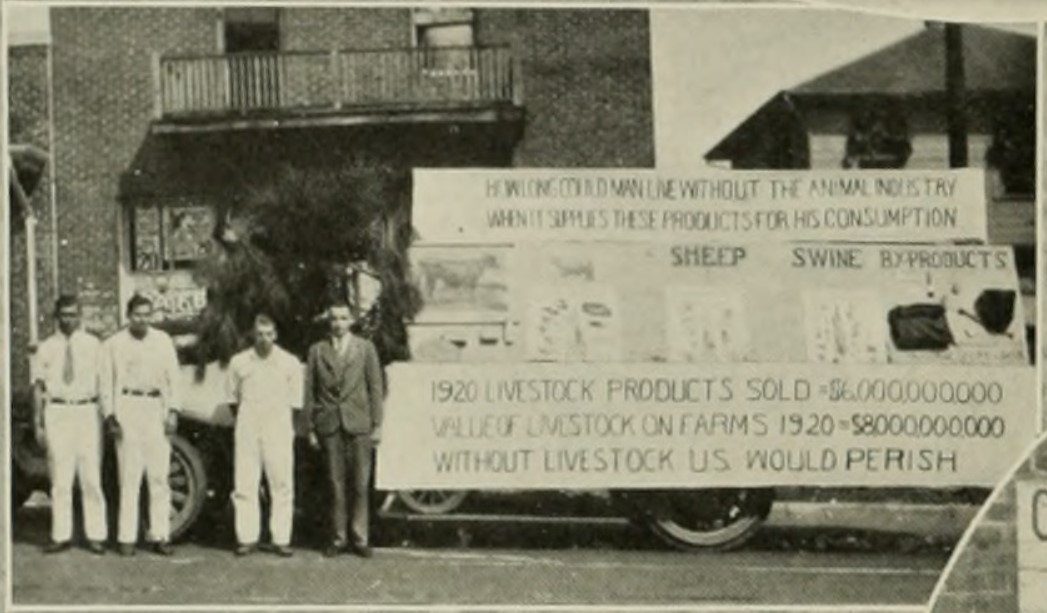 HOW LONG COULD MAN LIVE WITHOUT THE ANIMAL INDUSTRY
WHEN IT SUPPLIES THESE PRODUCTS FOR HIS CONSUMPTION
SHEEP SWINE BY-PRODUCTS
1920 LIVESTOCK PRODUCTS SOLD = $6,000,000,000
VALUE OF LIVESTOCK ON FARMS 1920 = $8000,000,000
WITHOUT LIVESTOCK U.S. WOULD PERISH